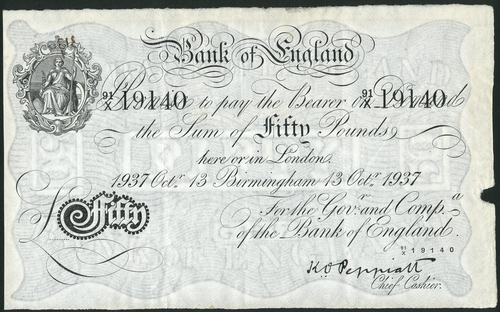 Bank of England
91/X 19140 to pay the Bearer on Demand 91/X 19140
the Sum of Fifty Pounds
here or in London.
1937 Octr. 13 Birmingham 13 Octr. 1937
For the Govr. and Compa.
of the Bank of England.
£ Fifty
91/X 19140
K O Peppiatt
Chief Cashier.